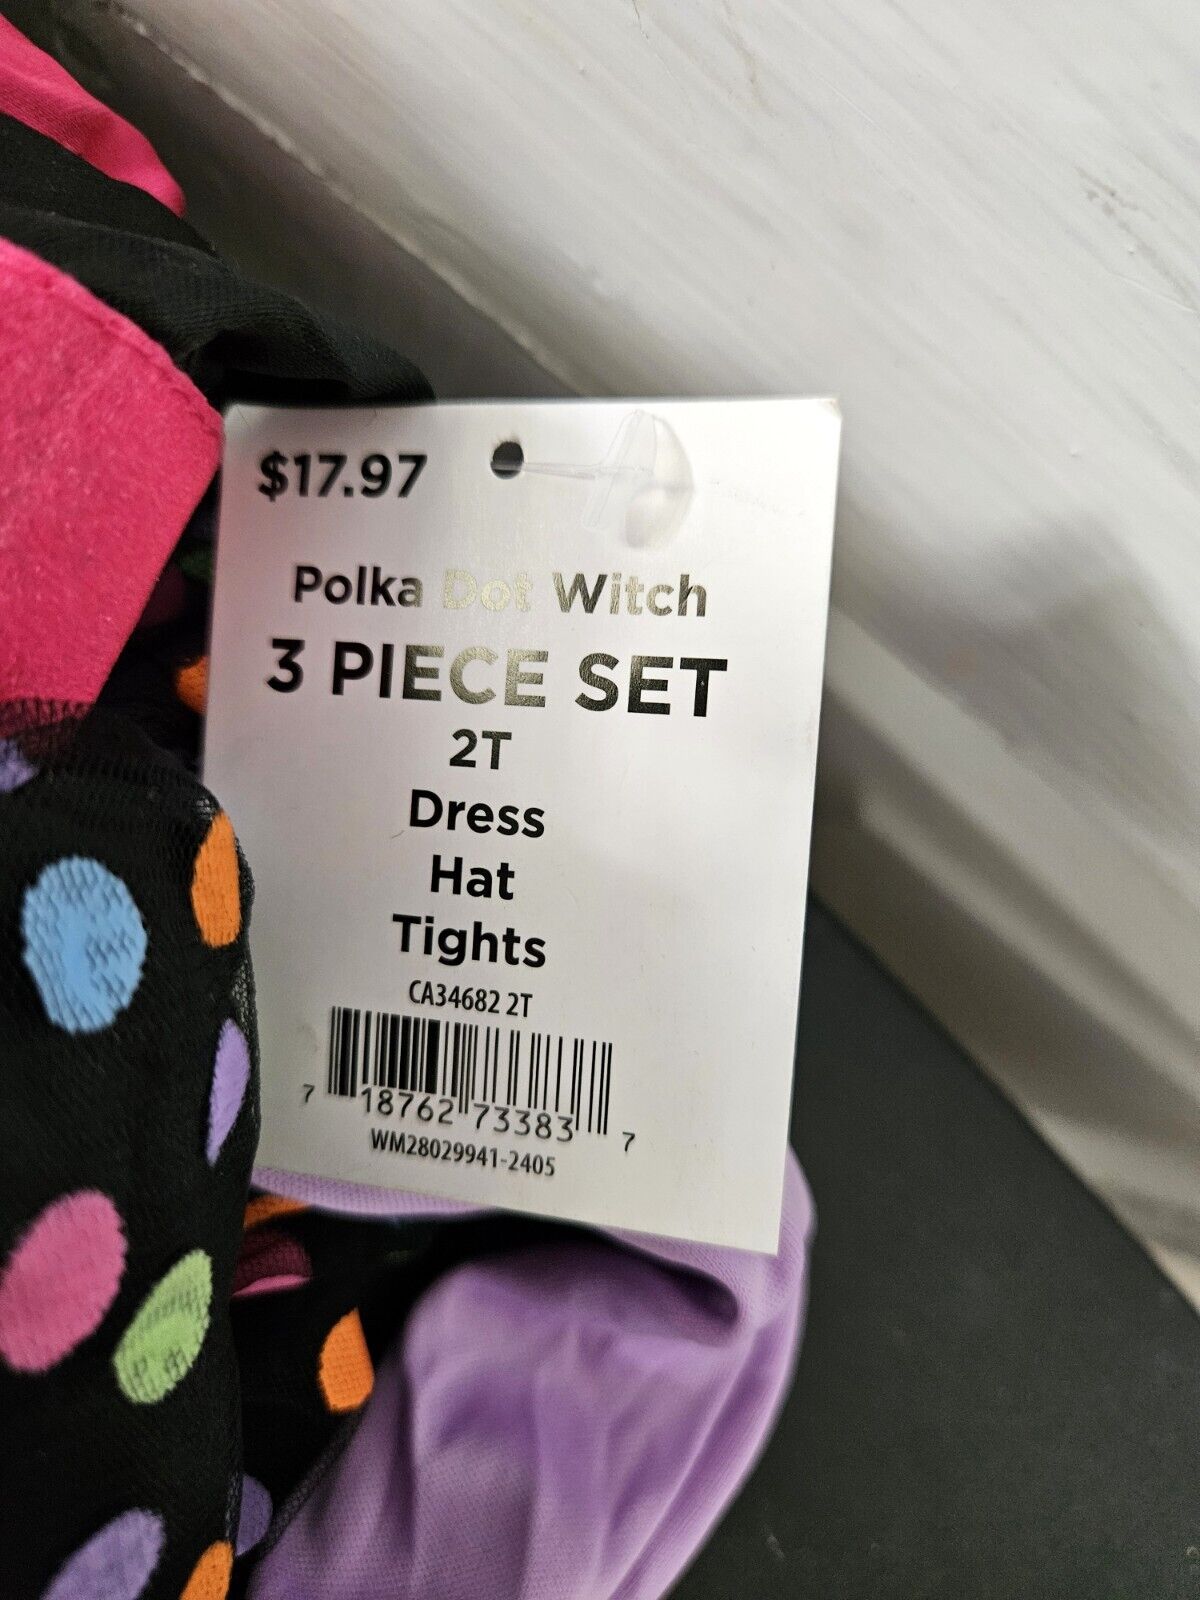 $17.97
Polka Dot Witch
3 PIECE SET
2T
Dress
Hat
Tights
CA34682 2T
7 18762 73383 7
WM28029941-2405